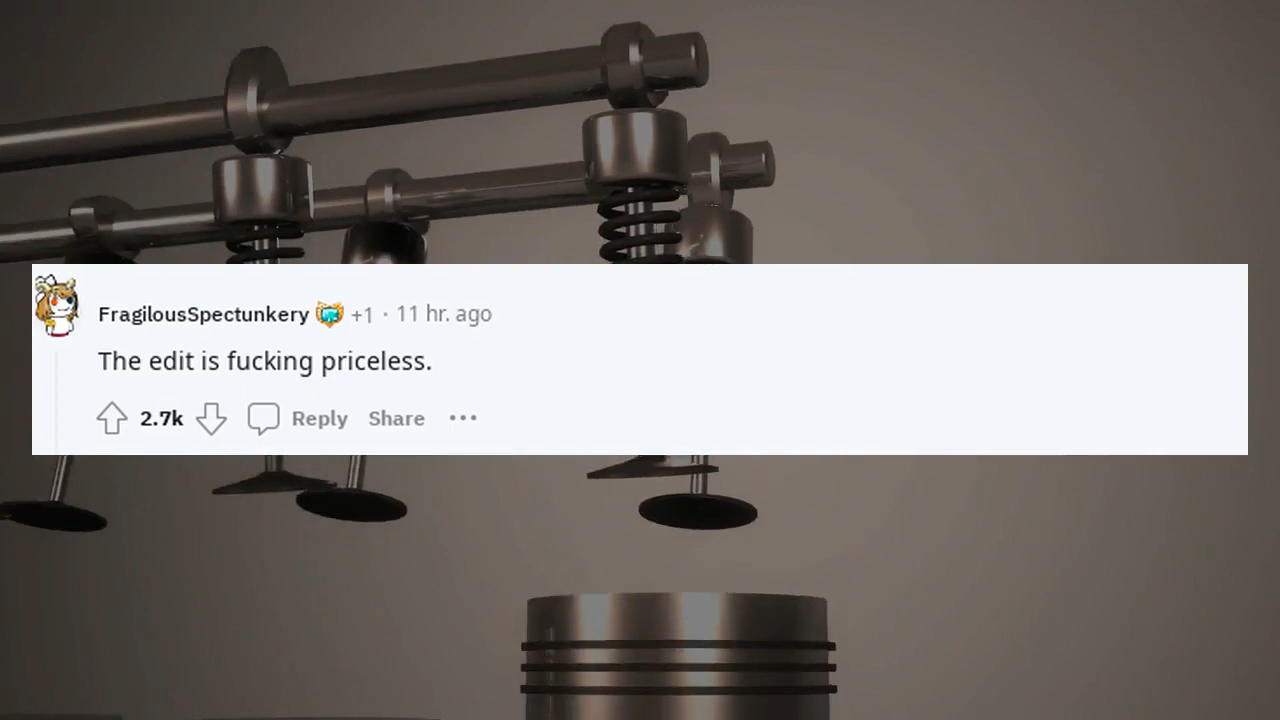 FragilousSpectunkery +1 · 11 hr. ago
The edit is fucking priceless.
2.7k Reply Share ···